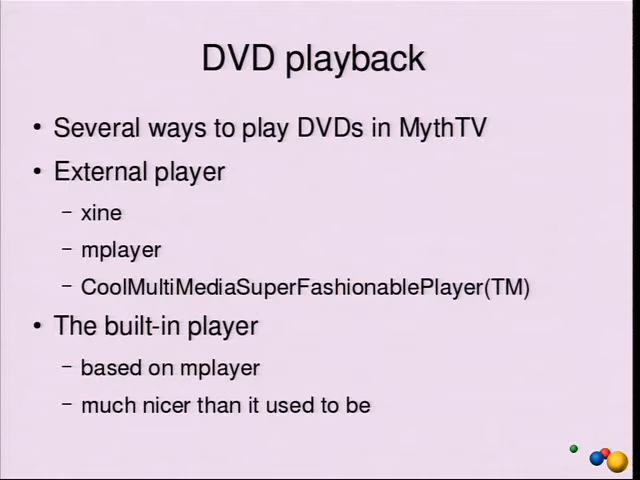 DVD playback
• Several ways to play DVDs in MythTV
• External player
– xine
– mplayer
– CoolMultiMediaSuperFashionablePlayer(TM)
• The built-in player
– based on mplayer
– much nicer than it used to be